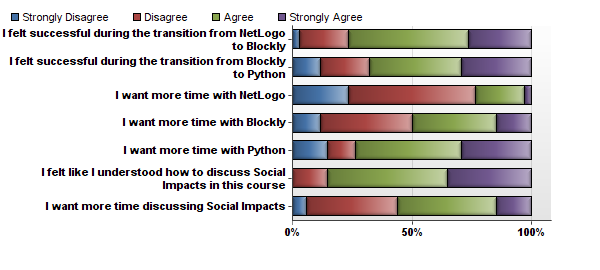 Strongly Disagree Disagree Agree Strongly Agree
I felt successful during the transition from NetLogo
to Blockly
I felt successful during the transition from Blockly
to Python
I want more time with NetLogo
I want more time with Blockly
I want more time with Python
I felt like I understood how to discuss Social
Impacts in this course
I want more time discussing Social Impacts
0% 50% 100%